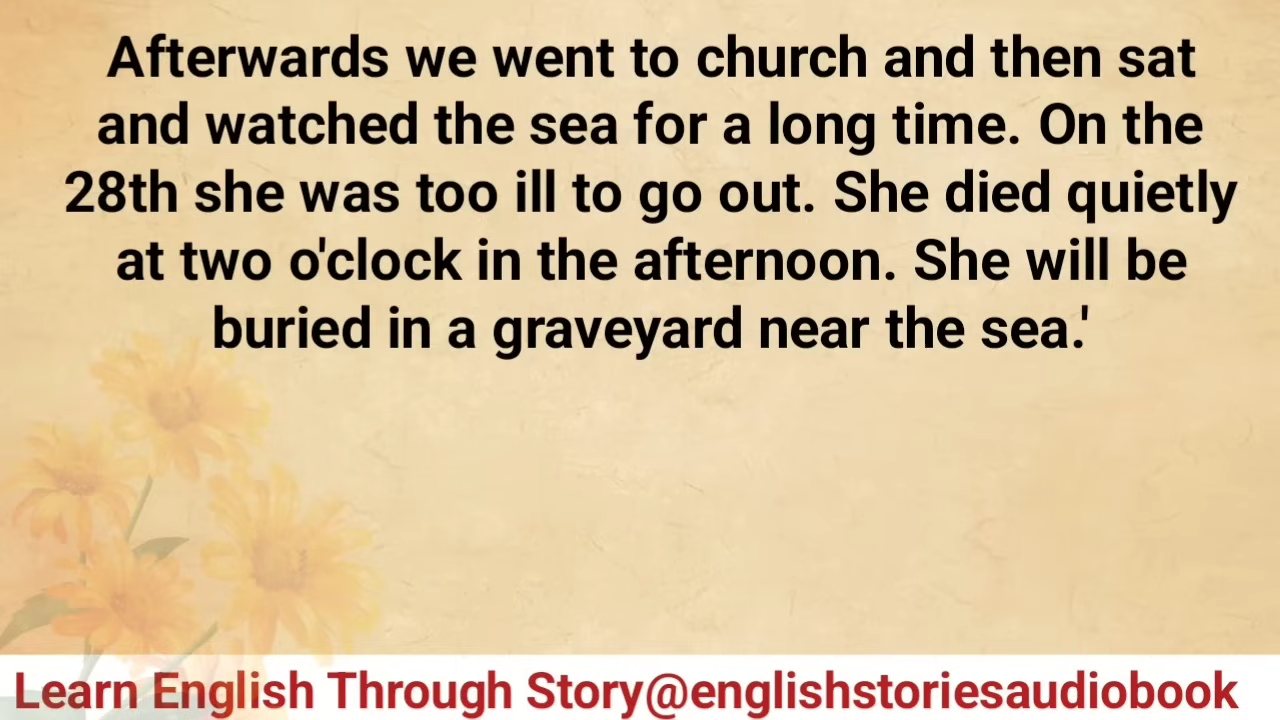 Afterwards we went to church and then sat
and watched the sea for a long time. On the
28th she was too ill to go out. She died quietly
at two o'clock in the afternoon. She will be
buried in a graveyard near the sea.'
Learn English Through Story@englishstoriesaudiobook